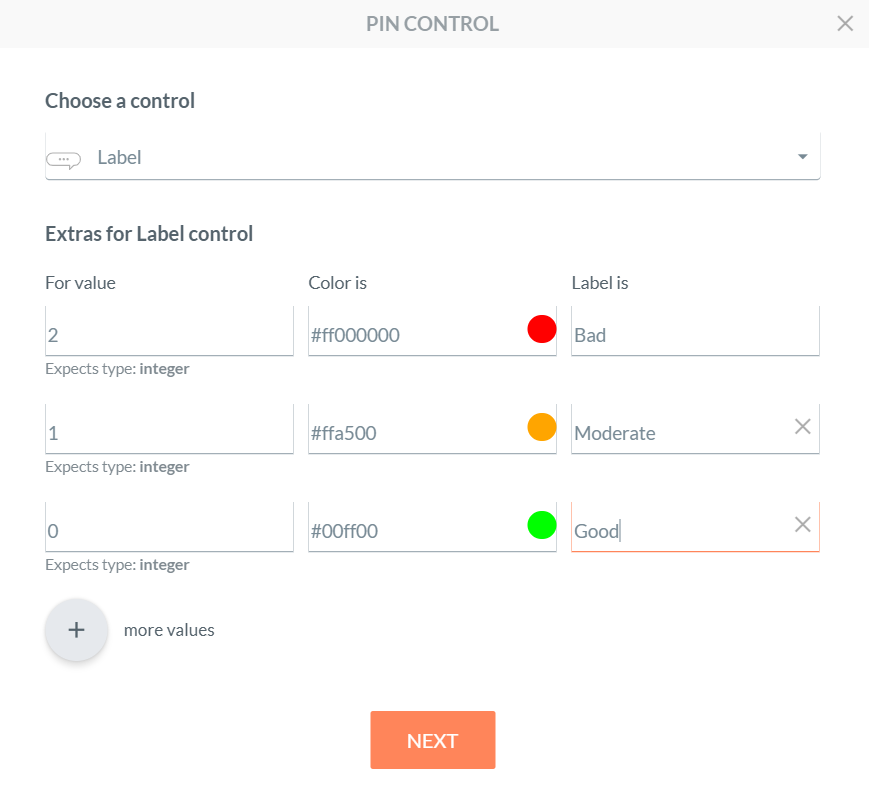 PIN CONTROL
Choose a control
Label
Extras for Label control
For value Color is Label is
2 #ff000000 Bad
Expects type: integer
1 #ffa500 Moderate
Expects type: integer
0 #00ff00 Good
Expects type: integer
+ more values
NEXT